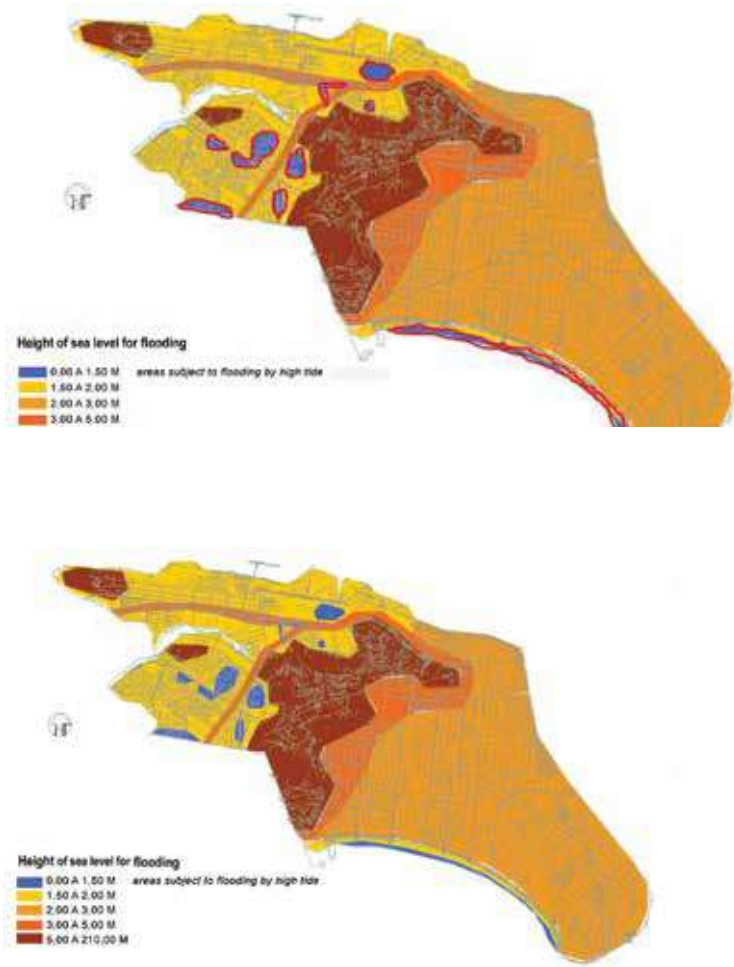 Height of sea level for flooding
0,00 A 1,50 M areas subject to flooding by high tide
1,50 A 2,00 M
2,00 A 3,00 M
3,00 A 5,00 M
Height of sea level for flooding
0,00 A 1,50 M areas subject to flooding by high tide
1,50 A 2,00 M
2,00 A 3,00 M
3,00 A 5,00 M
5,00 A 210,00 M